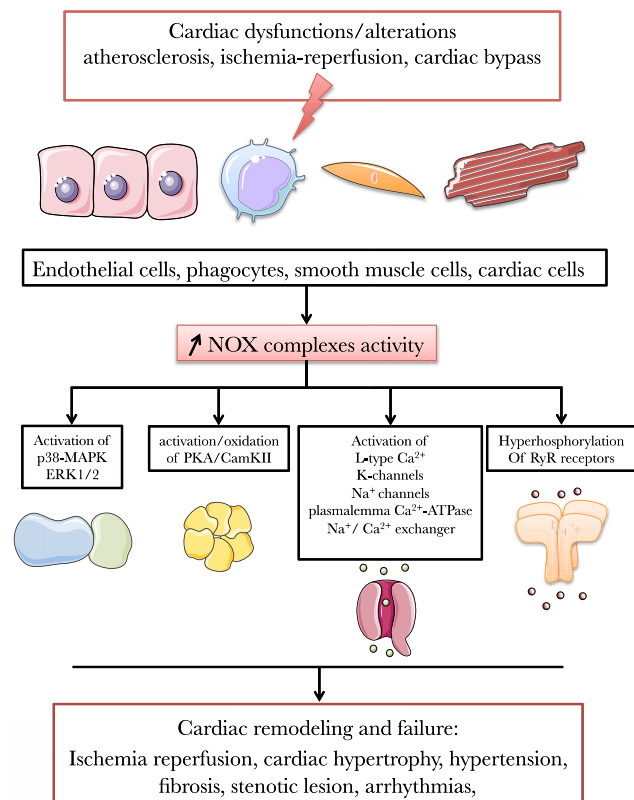 Cardiac dysfunctions/alterations
atherosclerosis, ischemia-reperfusion, cardiac bypass
Endothelial cells, phagocytes, smooth muscle cells, cardiac cells
↗ NOX complexes activity
Activation of
p38-MAPK
ERK1/2
activation/oxidation
of PKA/CamKII
Activation of
L-type Ca²⁺
K-channels
Na⁺ channels
plasmalemma Ca²⁺-ATPase
Na⁺/ Ca²⁺ exchanger
Hyperhosphorylation
Of RyR receptors
Cardiac remodeling and failure:
Ischemia reperfusion, cardiac hypertrophy, hypertension,
fibrosis, stenotic lesion, arrhythmias,